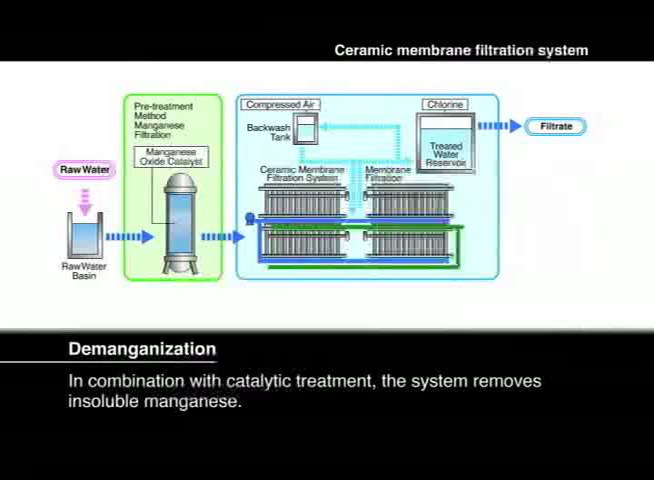 Ceramic membrane filtration system
Pre-treatment
Method
Manganese
Filtration
Manganese
Oxide Catalyst
Raw Water
Raw Water
Basin
Compressed Air
Backwash
Tank
Chlorine
Treated
Water
Reservoir
Filtrate
Ceramic Membrane
Filtration System
Membrane
Filtration
Demanganization
In combination with catalytic treatment, the system removes
insoluble manganese.